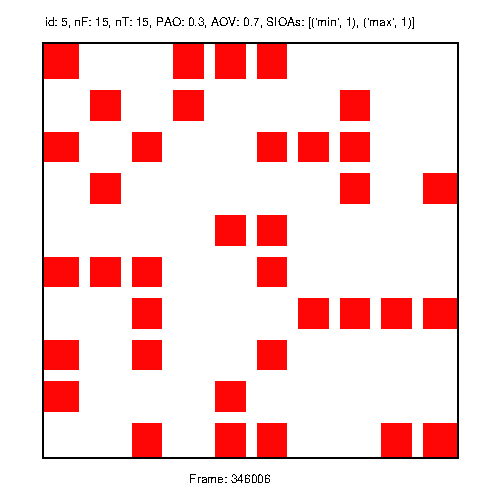 id: 5, nF: 15, nT: 15, PAO: 0.3, AOV: 0.7, SIOAs: [('min', 1), ('max', 1)]
Frame: 346006